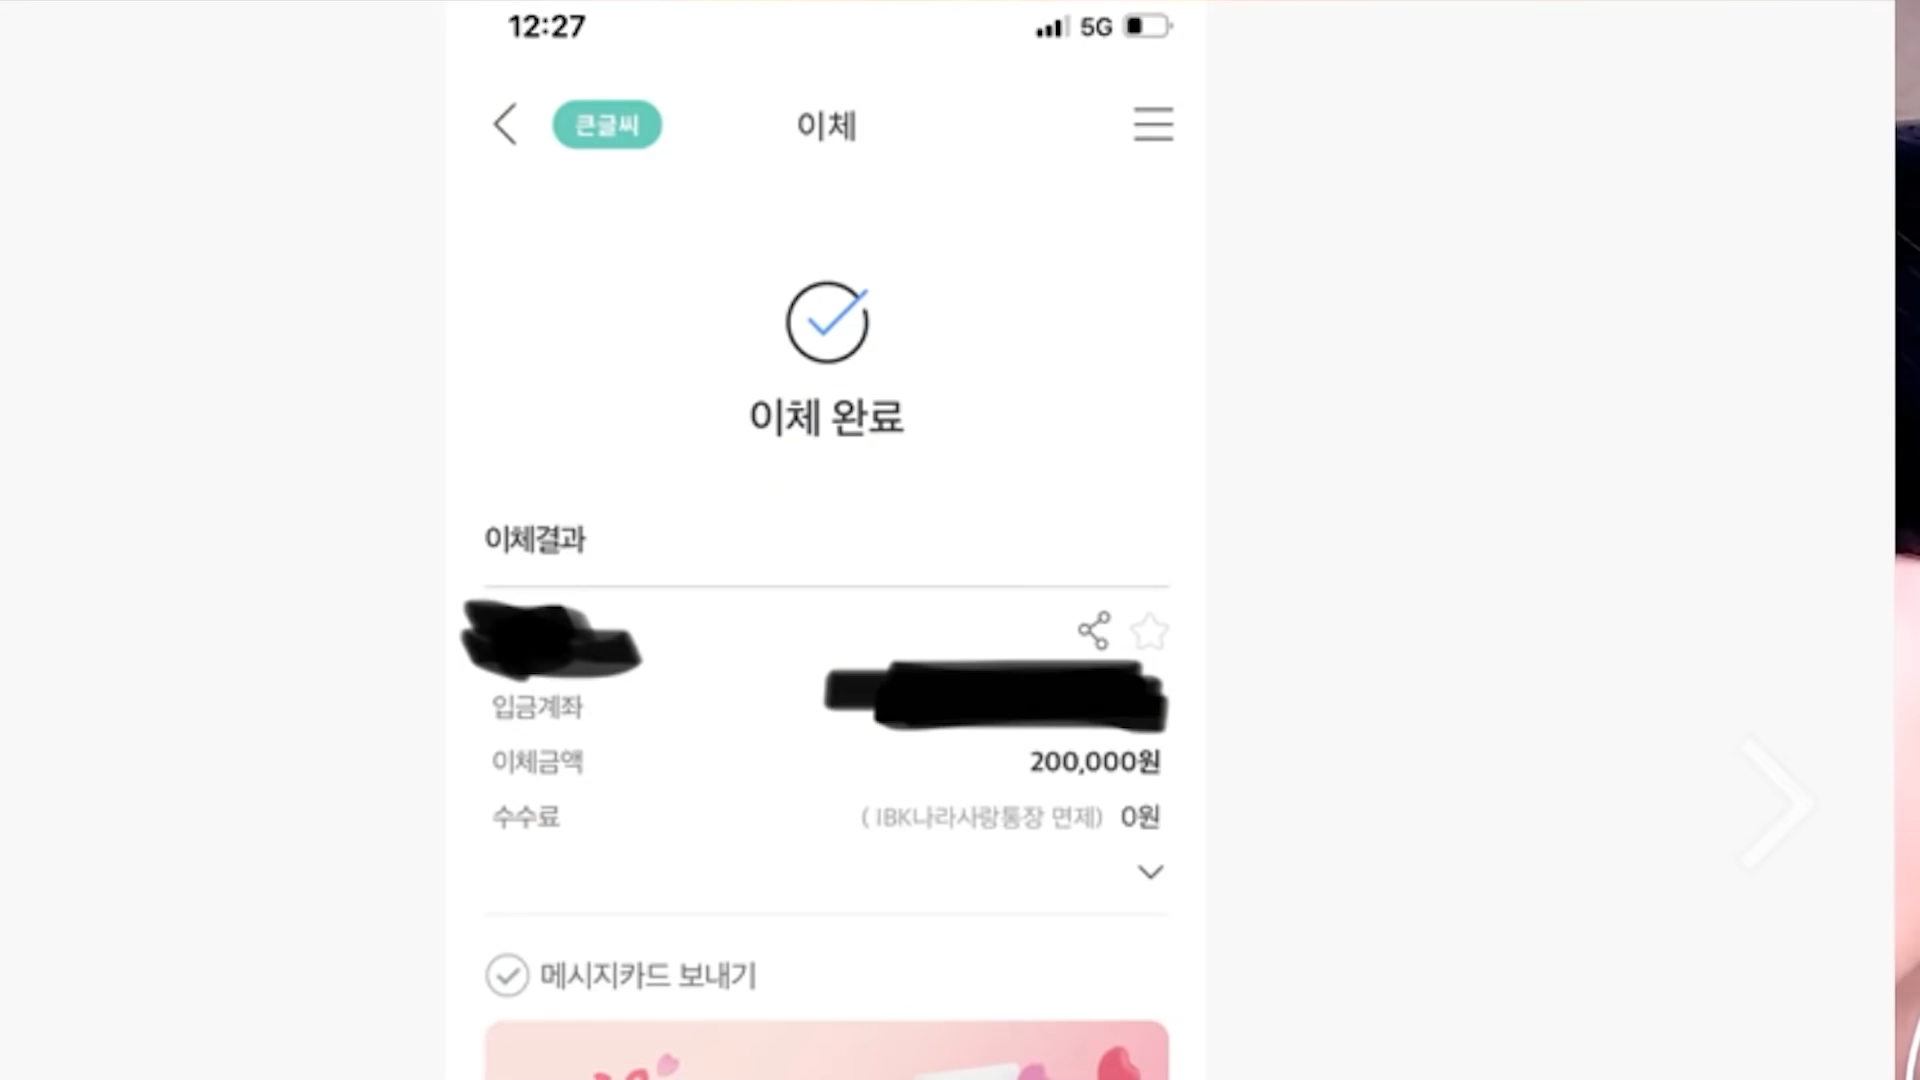 12:27 5G
큰글씨 이체
이체 완료
이체결과
입금계좌
이체금액 200,000원
수수료 ( IBK나라사랑통장 면제) 0원
메시지카드 보내기